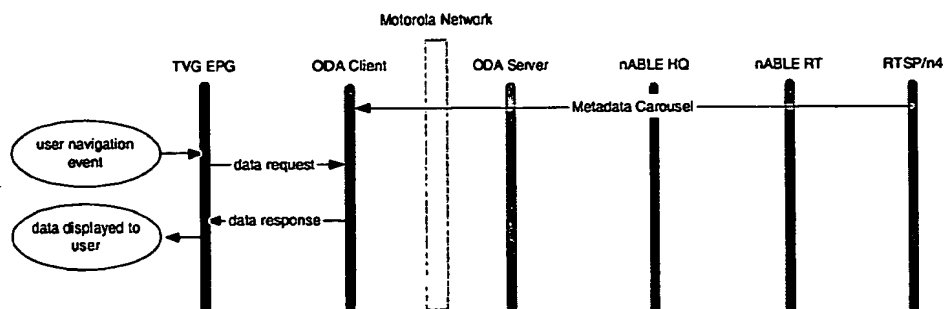 Motorola Network
TVG EPG
ODA Client
ODA Server
nABLE HQ
nABLE RT
RTSP/n4
Metadata Carousel
user navigation
event
data request
data response
data displayed to
user